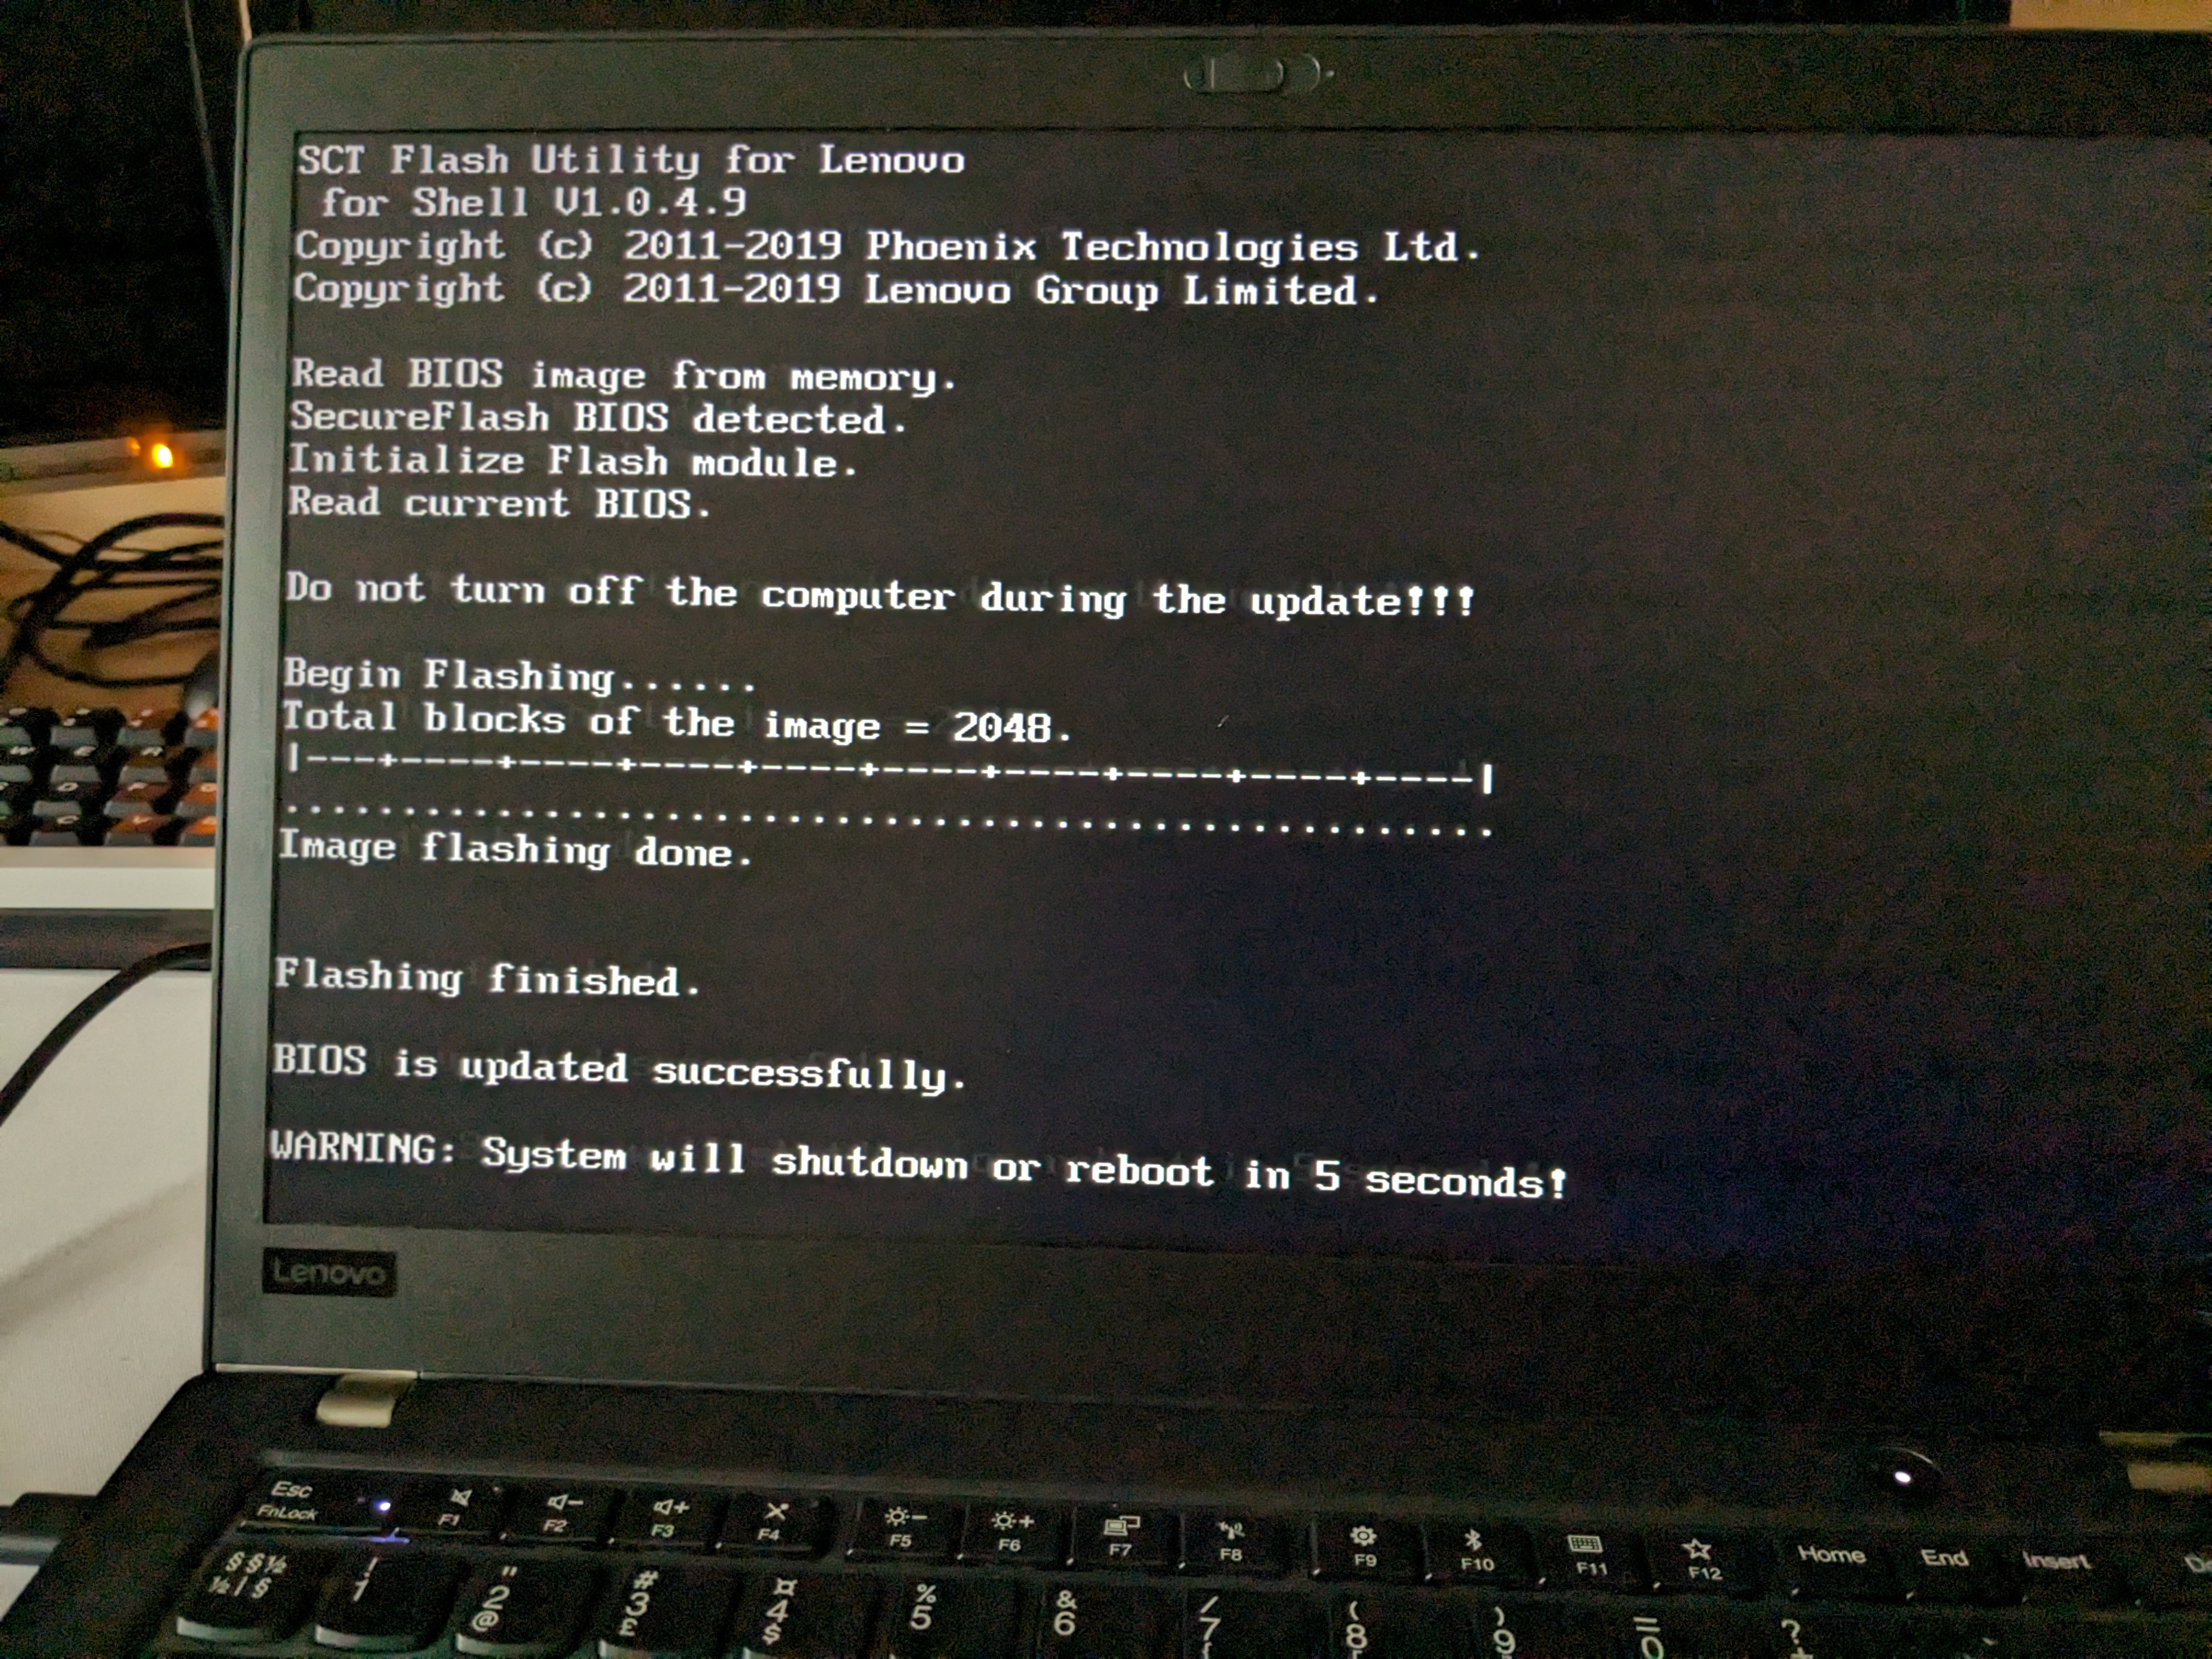 SCT Flash Utility for Lenovo
for Shell V1.0.4.9
Copyright (c) 2011-2019 Phoenix Technologies Ltd.
Copyright (c) 2011-2019 Lenovo Group Limited.
Read BIOS image from memory.
SecureFlash BIOS detected.
Initialize Flash module.
Read current BIOS.
Do not turn off the computer during the update!!!
Begin Flashing......
Total blocks of the image = 2048.
|---+----+----+----+----+----+----+----+----+----|
..................................................
Image flashing done.
Flashing finished.
BIOS is updated successfully.
WARNING: System will shutdown or reboot in 5 seconds!
Lenovo
Esc F1 F2 F3 F4 F5 F6 F7 F8 F9 F10 F11 F12 Home End Insert
FnLock
§ § ½ ! " # ¤ % & / ( ) = ?
½ | § 1 2 3 4 5 6 7 8 9 0 +
@ £ $